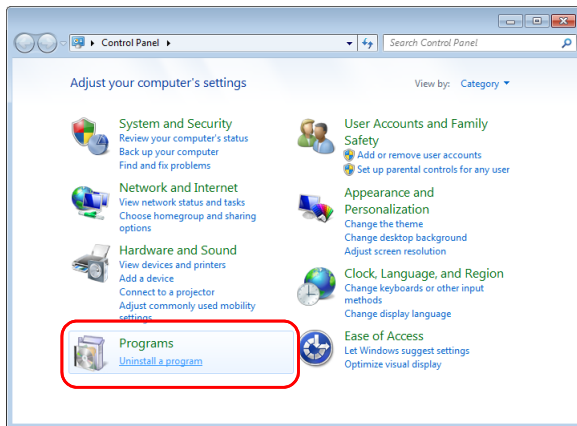 Control Panel
Search Control Panel
Adjust your computer's settings
View by: Category
System and Security
Review your computer's status
Back up your computer
Find and fix problems
Network and Internet
View network status and tasks
Choose homegroup and sharing
options
Hardware and Sound
View devices and printers
Add a device
Connect to a projector
Adjust commonly used mobility
settings
Programs
Uninstall a program
User Accounts and Family
Safety
Add or remove user accounts
Set up parental controls for any user
Appearance and
Personalization
Change the theme
Change desktop background
Adjust screen resolution
Clock, Language, and Region
Change keyboards or other input
methods
Change display language
Ease of Access
Let Windows suggest settings
Optimize visual display